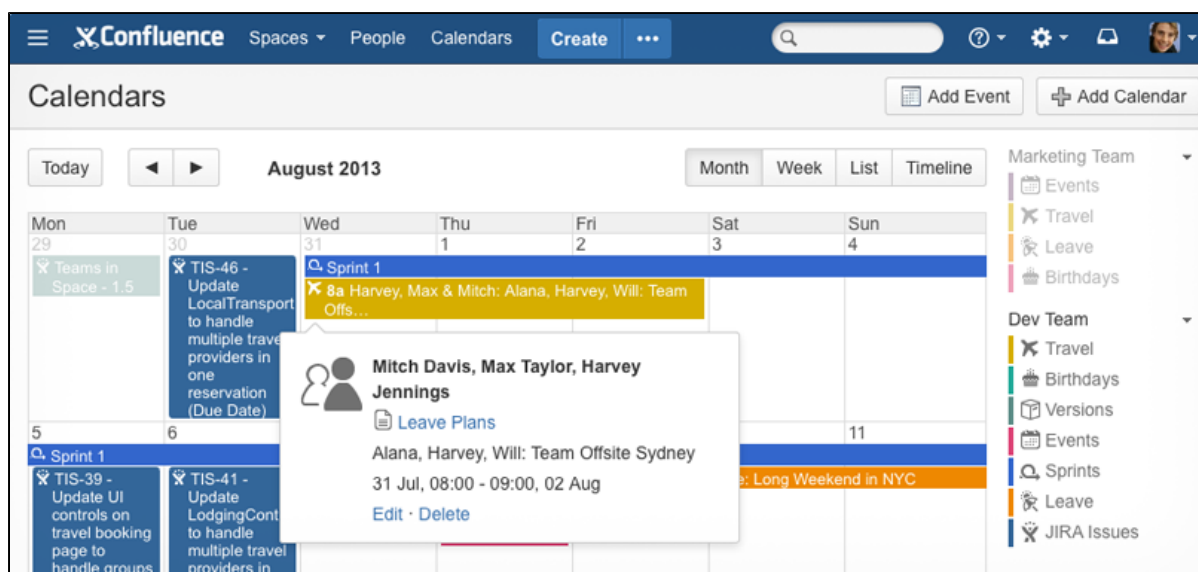 Confluence Spaces People Calendars Create •••
Calendars Add Event Add Calendar
Today August 2013 Month Week List Timeline
Mon Tue Wed Thu Fri Sat Sun
29 30 31 1 2 3 4
Teams in
Space - 1.5
TIS-46 -
Update
LocalTransport
to handle
multiple trave
providers in
one
reservation
(Due Date)
Sprint 1
8a Harvey, Max & Mitch: Alana, Harvey, Will: Team
Offs…
Mitch Davis, Max Taylor, Harvey
Jennings
Leave Plans
Alana, Harvey, Will: Team Offsite Sydney
31 Jul, 08:00 - 09:00, 02 Aug
Edit · Delete
5 6 11
Sprint 1
TIS-39 -
Update UI
controls on
travel booking
page to
handle groups
TIS-41 -
Update
LodgingCont
to handle
multiple travel
providers in
e: Long Weekend in NYC
Marketing Team
Events
Travel
Leave
Birthdays
Dev Team
Travel
Birthdays
Versions
Events
Sprints
Leave
JIRA Issues